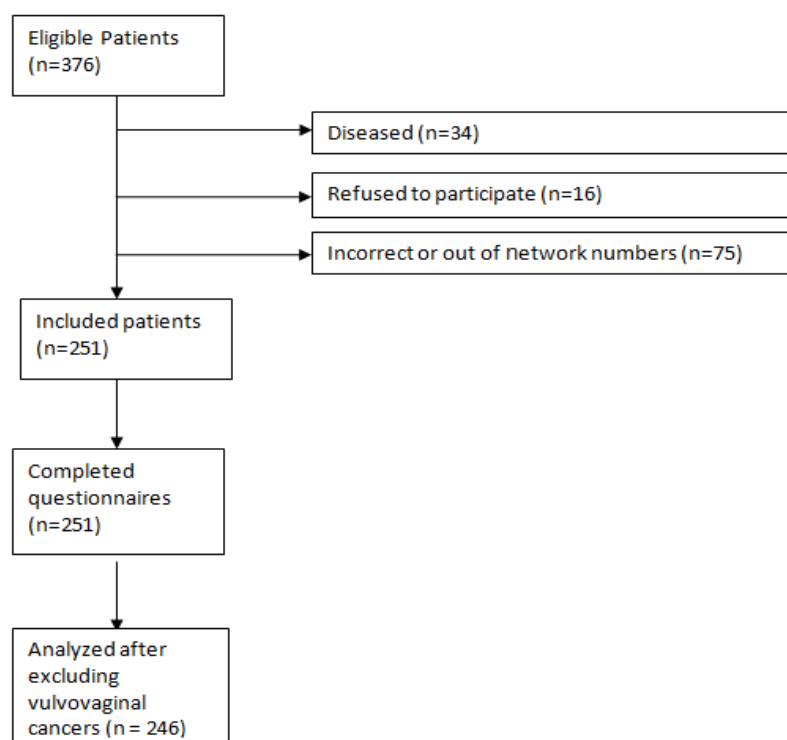 Eligible Patients
(n=376)
Diseased (n=34)
Refused to participate (n=16)
Incorrect or out of network numbers (n=75)
Included patients
(n=251)
Completed
questionnaires
(n=251)
Analyzed after
excluding
vulvovaginal
cancers (n = 246)